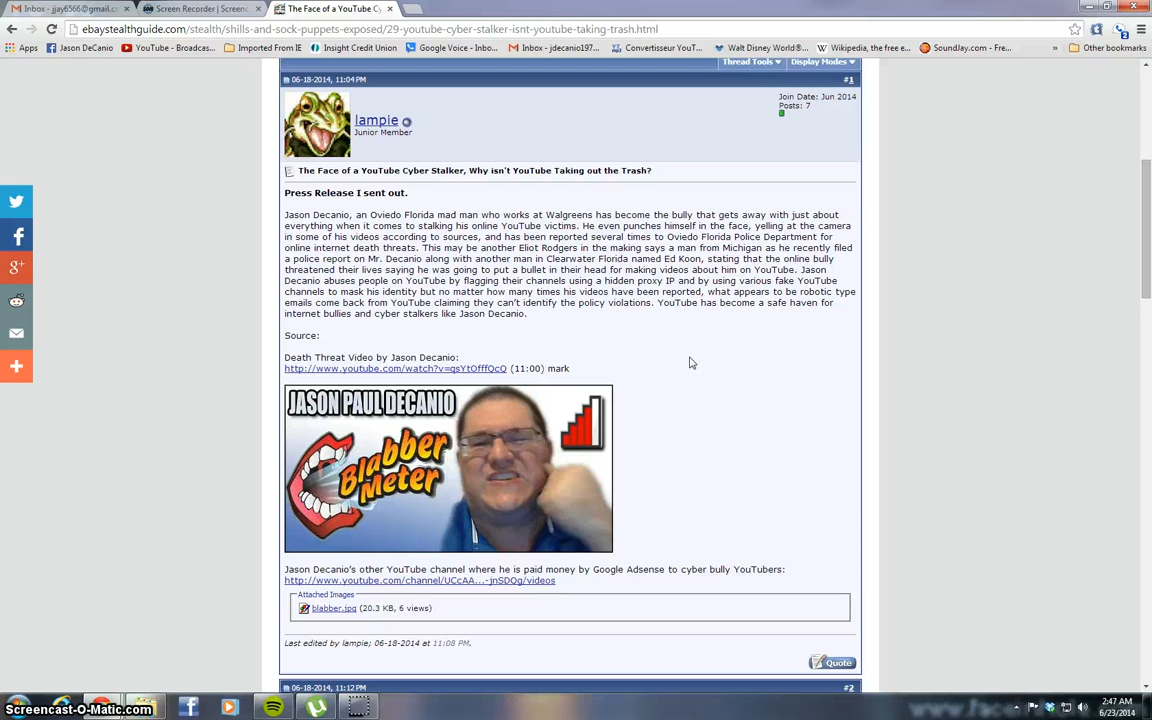 Inbox - jjay6566@gmail.c
Screen Recorder | Screenc
The Face of a YouTube Cy
ebaystealthguide.com/stealth/shills-and-sock-puppets-exposed/29-youtube-cyber-stalker-isnt-youtube-taking-trash.html
Apps Jason DeCanio YouTube - Broadcas... Imported From IE Insight Credit Union Google Voice - Inbo... Inbox - jdecanio197... Convertisseur YouT... Walt Disney World®... Wikipedia, the free e... SoundJay.com - Fre... » Other bookmarks
Thread Tools Display Modes
06-18-2014, 11:04 PM #1
lampie
Junior Member
Join Date: Jun 2014
Posts: 7
The Face of a YouTube Cyber Stalker, Why isn't YouTube Taking out the Trash?
Press Release I sent out.
Jason Decanio, an Oviedo Florida mad man who works at Walgreens has become the bully that gets away with just about
everything when it comes to stalking his online YouTube victims. He even punches himself in the face, yelling at the camera
in some of his videos according to sources, and has been reported several times to Oviedo Florida Police Department for
online internet death threats. This may be another Eliot Rodgers in the making says a man from Michigan as he recently filed
a police report on Mr. Decanio along with another man in Clearwater Florida named Ed Koon, stating that the online bully
threatened their lives saying he was going to put a bullet in their head for making videos about him on YouTube. Jason
Decanio abuses people on YouTube by flagging their channels using a hidden proxy IP and by using various fake YouTube
channels to mask his identity but no matter how many times his videos have been reported, what appears to be robotic type
emails come back from YouTube claiming they can't identify the policy violations. YouTube has become a safe haven for
internet bullies and cyber stalkers like Jason Decanio.
Source:
Death Threat Video by Jason Decanio:
http://www.youtube.com/watch?v=qsYtOfffQcQ (11:00) mark
JASON PAUL DECANIO
Blabber
Meter
Jason Decanio's other YouTube channel where he is paid money by Google Adsense to cyber bully YouTubers:
http://www.youtube.com/channel/UCcAA...-jnSDQg/videos
Attached Images
blabber.jpg (20.3 KB, 6 views)
Last edited by lampie; 06-18-2014 at 11:08 PM.
Quote
06-18-2014, 11:12 PM #2
Screencast-O-Matic.com
2:47 AM
6/23/2014